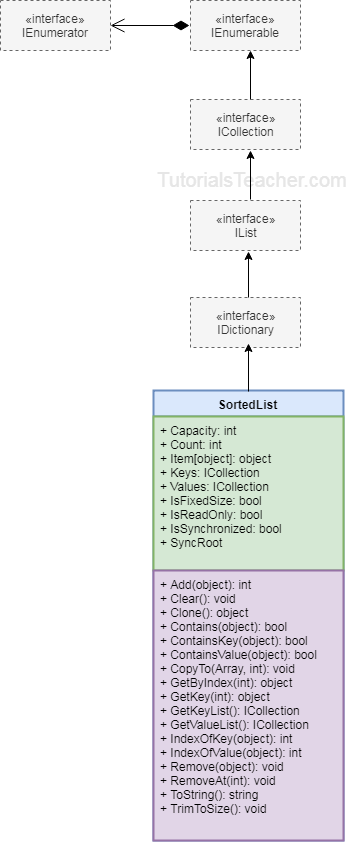 «interface»
IEnumerator
«interface»
IEnumerable
«interface»
ICollection
TutorialsTeacher.com
«interface»
IList
«interface»
IDictionary
SortedList
+ Capacity: int
+ Count: int
+ Item[object]: object
+ Keys: ICollection
+ Values: ICollection
+ IsFixedSize: bool
+ IsReadOnly: bool
+ IsSynchronized: bool
+ SyncRoot
+ Add(object): int
+ Clear(): void
+ Clone(): object
+ Contains(object): bool
+ ContainsKey(object): bool
+ ContainsValue(object): bool
+ CopyTo(Array, int): void
+ GetByIndex(int): object
+ GetKey(int): object
+ GetKeyList(): ICollection
+ GetValueList(): ICollection
+ IndexOfKey(object): int
+ IndexOfValue(object): int
+ Remove(object): void
+ RemoveAt(int): void
+ ToString(): string
+ TrimToSize(): void